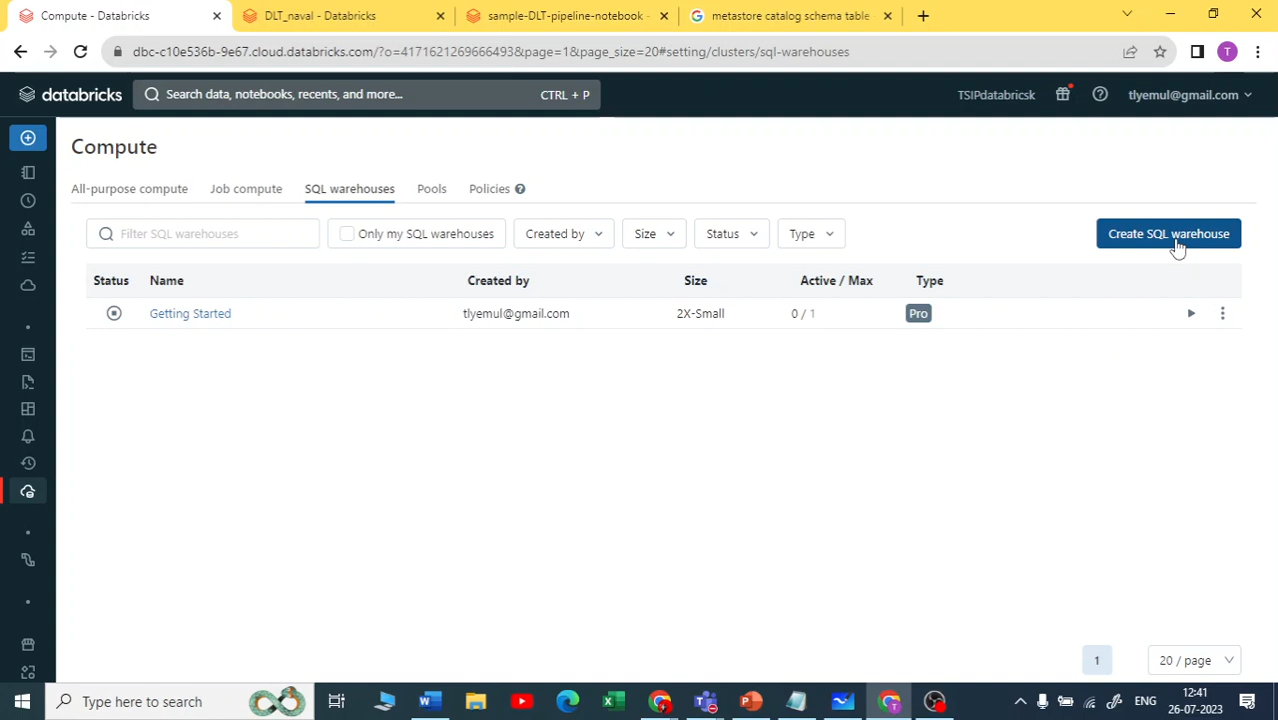 Compute - Databricks
DLT_naval - Databricks
sample-DLT-pipeline-notebook -
metastore catalog schema table
dbc-c10e536b-9e67.cloud.databricks.com/?o=4171621269666493&page=1&page_size=20#setting/clusters/sql-warehouses
T
databricks
Search data, notebooks, recents, and more...
CTRL + P
TSIPdatabricsk
tlyemul@gmail.com
Compute
All-purpose compute
Job compute
SQL warehouses
Pools
Policies
Filter SQL warehouses
Only my SQL warehouses
Created by
Size
Status
Type
Create SQL warehouse
Status Name Created by Size Active / Max Type
Getting Started tlyemul@gmail.com 2X-Small 0 / 1 Pro
1
20 / page
Type here to search
ENG
12:41
26-07-2023